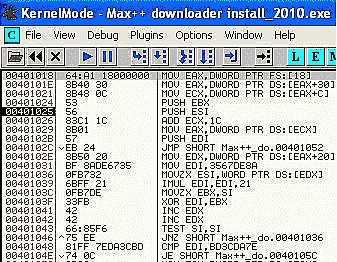 KernelMode - Max++ downloader install_2010.exe
C File View Debug Plugions Options Window Help
L E M
00401018 64:A1 18000000 MOV EAX,DWORD PTR FS:[18]
0040101E 8B40 30 MOV EAX,DWORD PTR DS:[EAX+30]
00401021 8B48 0C MOV ECX,DWORD PTR DS:[EAX+C]
00401024 53 PUSH EBX
00401025 56 PUSH ESI
00401026 83C1 1C ADD ECX,1C
00401029 8B01 MOV EAX,DWORD PTR DS:[ECX]
0040102B 57 PUSH EDI
0040102C EB 24 JMP SHORT Max++_do.00401052
0040102E 8B50 20 MOV EDX,DWORD PTR DS:[EAX+20]
00401031 BF 8ADE6735 MOV EDI,3567DE8A
00401036 0FB732 MOVZX ESI,WORD PTR DS:[EDX]
00401039 6BFF 21 IMUL EDI,EDI,21
0040103C 0FB7DE MOVZX EBX,SI
0040103F 33FB XOR EDI,EBX
00401041 42 INC EDX
00401042 42 INC EDX
00401043 66:85F6 TEST SI,SI
00401046 75 EE JNZ SHORT Max++_do.00401036
00401048 81FF 7EDA3CBD CMP EDI,BD3CDA7E
0040104E 74 0C JE SHORT Max++_do.0040105C